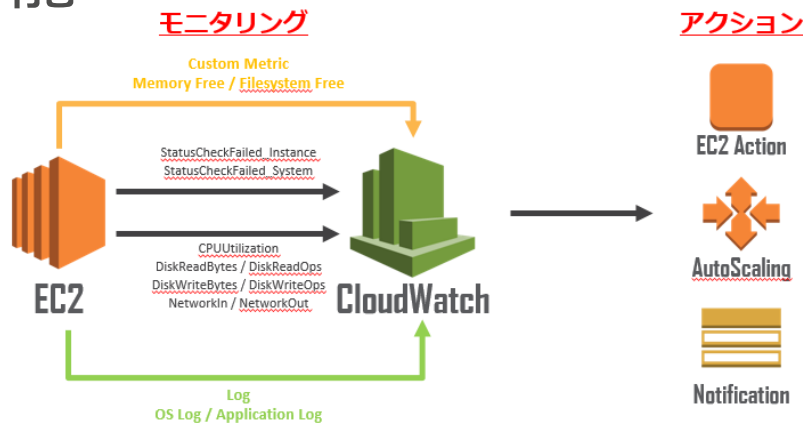 モニタリング
アクション
Custom Metric
Memory Free / Filesystem Free
StatusCheckFailed_Instance
StatusCheckFailed_System
CPUUtilization
DiskReadBytes / DiskReadOps
DiskWriteBytes / DiskWriteOps
NetworkIn / NetworkOut
EC2
CloudWatch
Log
OS Log / Application Log
EC2 Action
AutoScaling
Notification